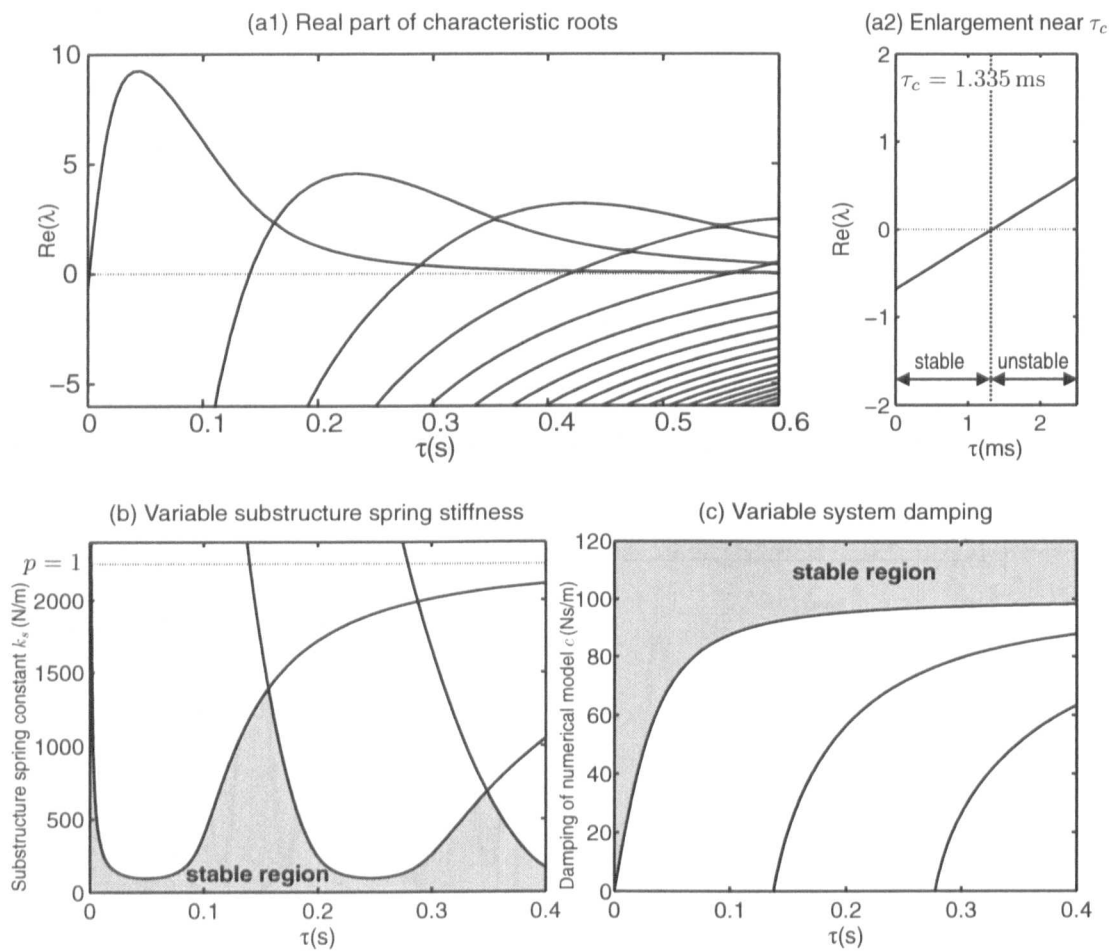 (a1) Real part of characteristic roots
10
5
0
−5
Re(λ)
0 0.1 0.2 0.3 0.4 0.5 0.6
τ(s)
(a2) Enlargement near τc
τc = 1.335 ms
2
1
0
−1
−2
Re(λ)
stable unstable
0 1 2
τ(ms)
(b) Variable substructure spring stiffness
p = 1
2000
1500
1000
500
0
Substructure spring constant ks (N/m)
stable region
0 0.1 0.2 0.3 0.4
τ(s)
(c) Variable system damping
120
100
80
60
40
20
0
Damping of numerical model c (Ns/m)
stable region
0 0.1 0.2 0.3 0.4
τ(s)